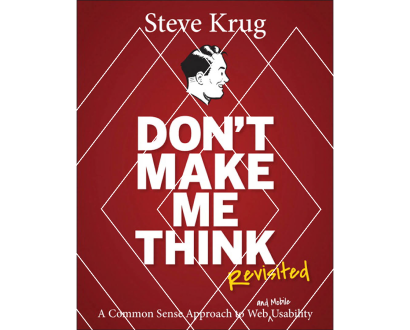 Steve Krug
DON'T
MAKE
ME
THINK
Revisited
and Mobile
A Common Sense Approach to Web Usability